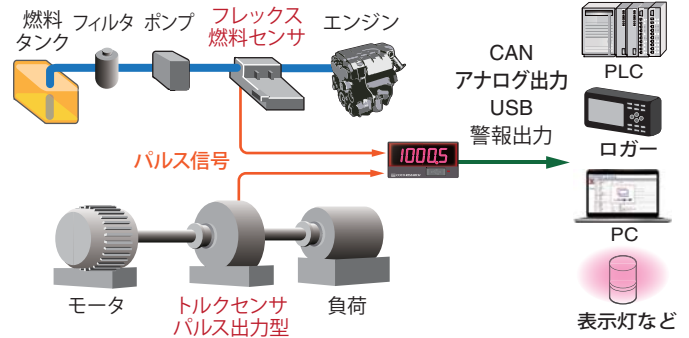 燃料
タンク
フィルタ
ポンプ
フレックス
燃料センサ
エンジン
CAN
アナログ出力
USB
警報出力
PLC
ロガー
PC
表示灯など
パルス信号
1000.5
モータ
トルクセンサ
パルス出力型
負荷